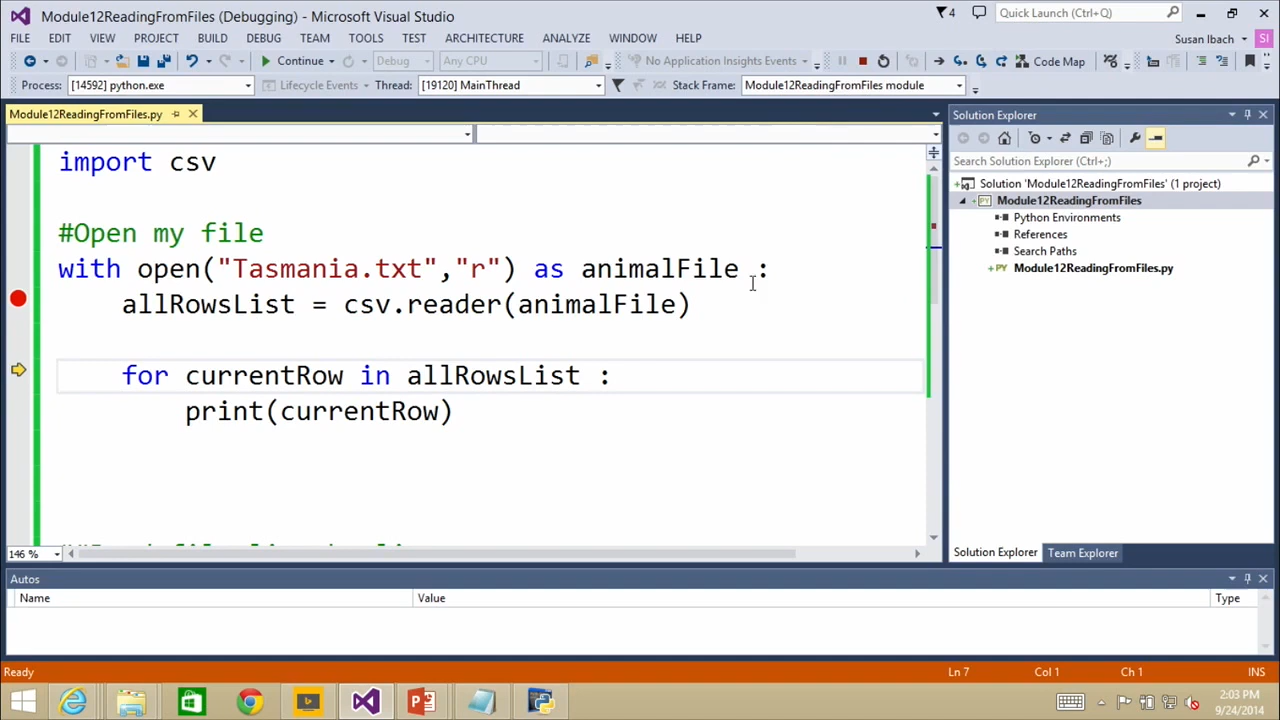 Module12ReadingFromFiles (Debugging) - Microsoft Visual Studio
4
Quick Launch (Ctrl+Q)
FILE EDIT VIEW PROJECT BUILD DEBUG TEAM TOOLS TEST ARCHITECTURE ANALYZE WINDOW HELP
Susan Ibach SI
Continue Debug Any CPU No Application Insights Events Code Map
Process: [14592] python.exe Lifecycle Events Thread: [19120] MainThread Stack Frame: Module12ReadingFromFiles module
Module12ReadingFromFiles.py
import csv
#Open my file
with open("Tasmania.txt","r") as animalFile :
allRowsList = csv.reader(animalFile)
for currentRow in allRowsList :
print(currentRow)
146 %
Solution Explorer
Search Solution Explorer (Ctrl+;)
Solution 'Module12ReadingFromFiles' (1 project)
PY Module12ReadingFromFiles
Python Environments
References
Search Paths
PY Module12ReadingFromFiles.py
Solution Explorer Team Explorer
Autos
Name Value Type
Ready Ln 7 Col 1 Ch 1 INS
2:03 PM
9/24/2014